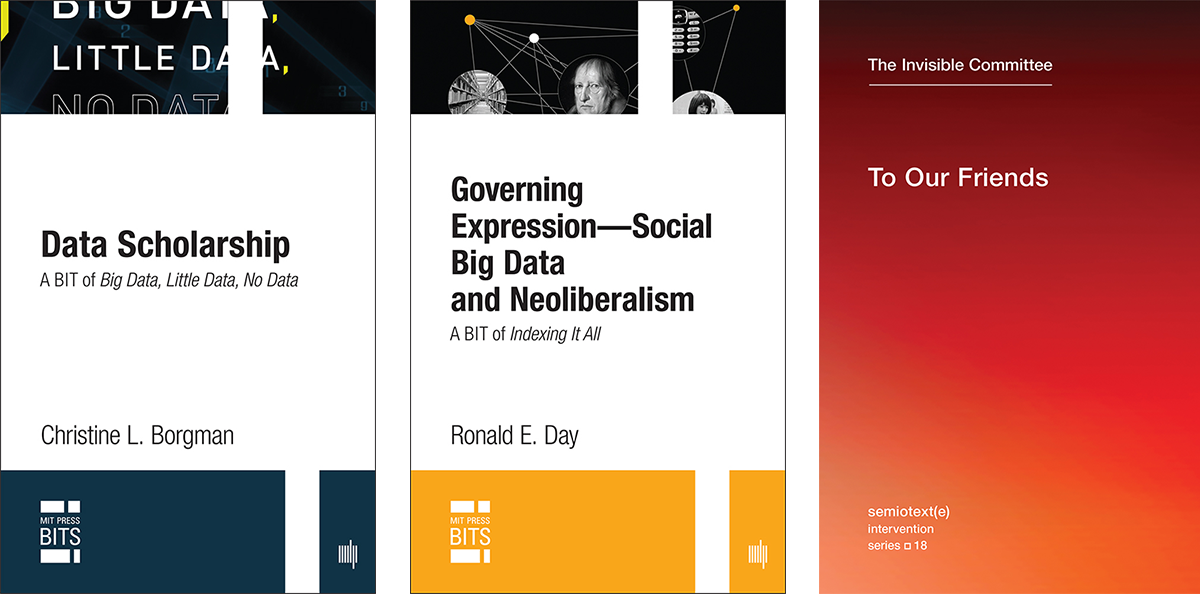 BIG DATA,
LITTLE DATA,
NO DATA
Data Scholarship
A BIT of Big Data, Little Data, No Data
Christine L. Borgman
MIT PRESS
BITS
Governing
Expression—Social
Big Data
and Neoliberalism
A BIT of Indexing It All
Ronald E. Day
MIT PRESS
BITS
The Invisible Committee
To Our Friends
semiotext(e)
intervention
series □ 18